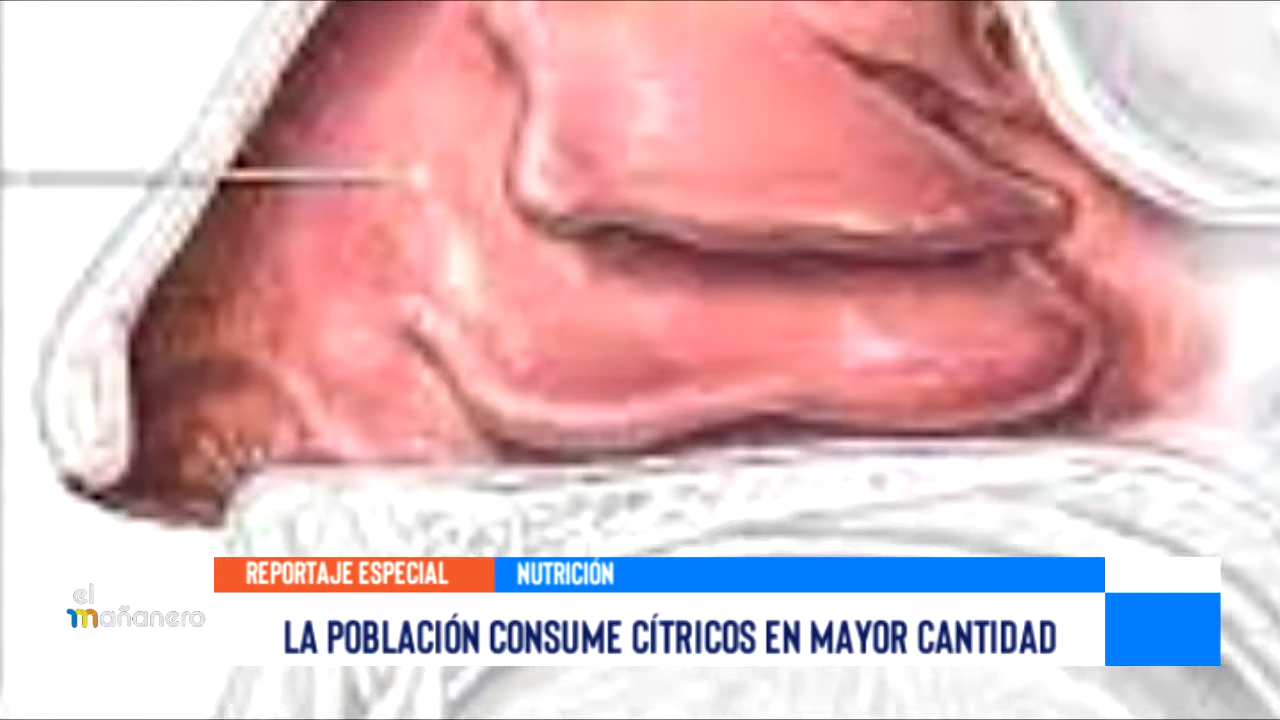 REPORTAJE ESPECIAL
NUTRICIÓN
el
mañanero
LA POBLACIÓN CONSUME CÍTRICOS EN MAYOR CANTIDAD